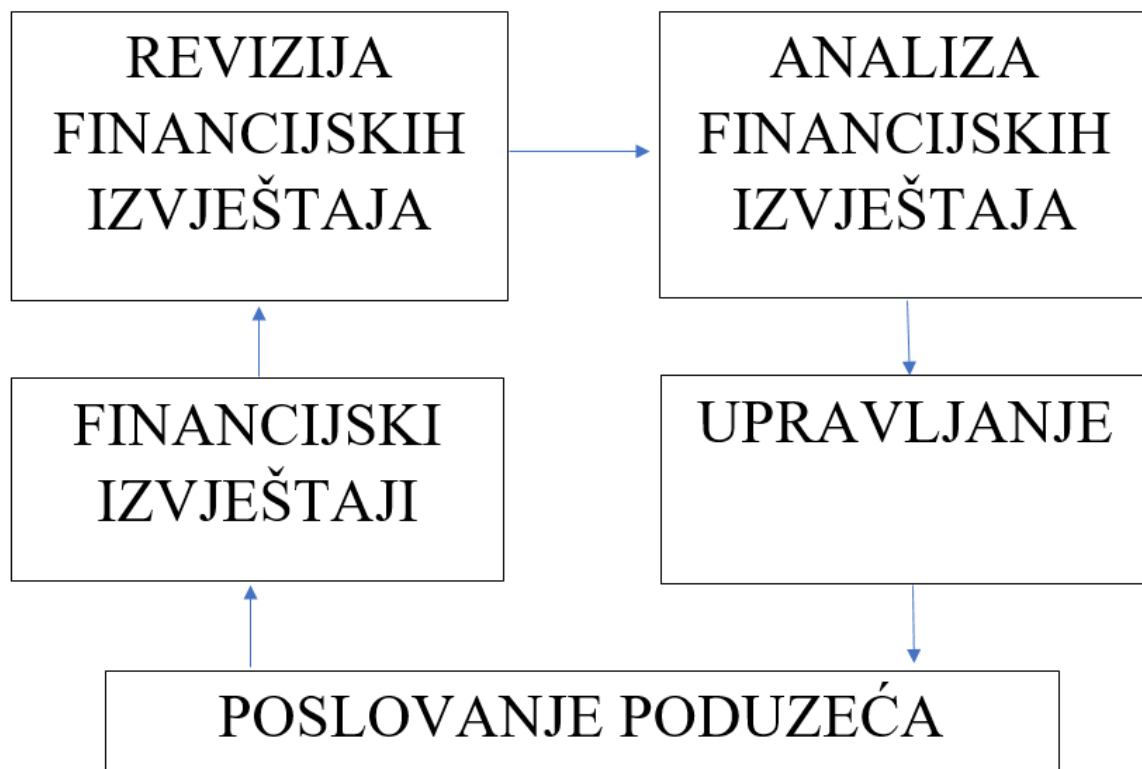 REVIZIJA
FINANCIJSKIH
IZVJEŠTAJA
ANALIZA
FINANCIJSKIH
IZVJEŠTAJA
FINANCIJSKI
IZVJEŠTAJI
UPRAVLJANJE
POSLOVANJE PODUZEĆA